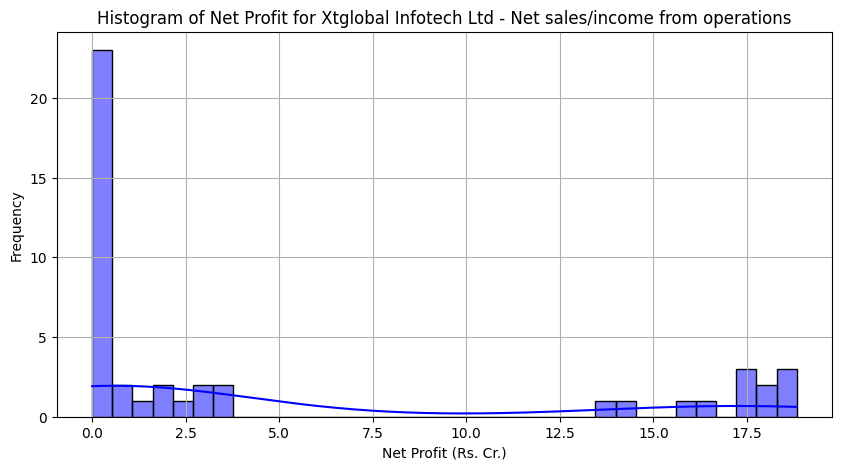 Histogram of Net Profit for Xtglobal Infotech Ltd - Net sales/income from operations
Frequency
20
15
10
5
0
0.0 2.5 5.0 7.5 10.0 12.5 15.0 17.5
Net Profit (Rs. Cr.)